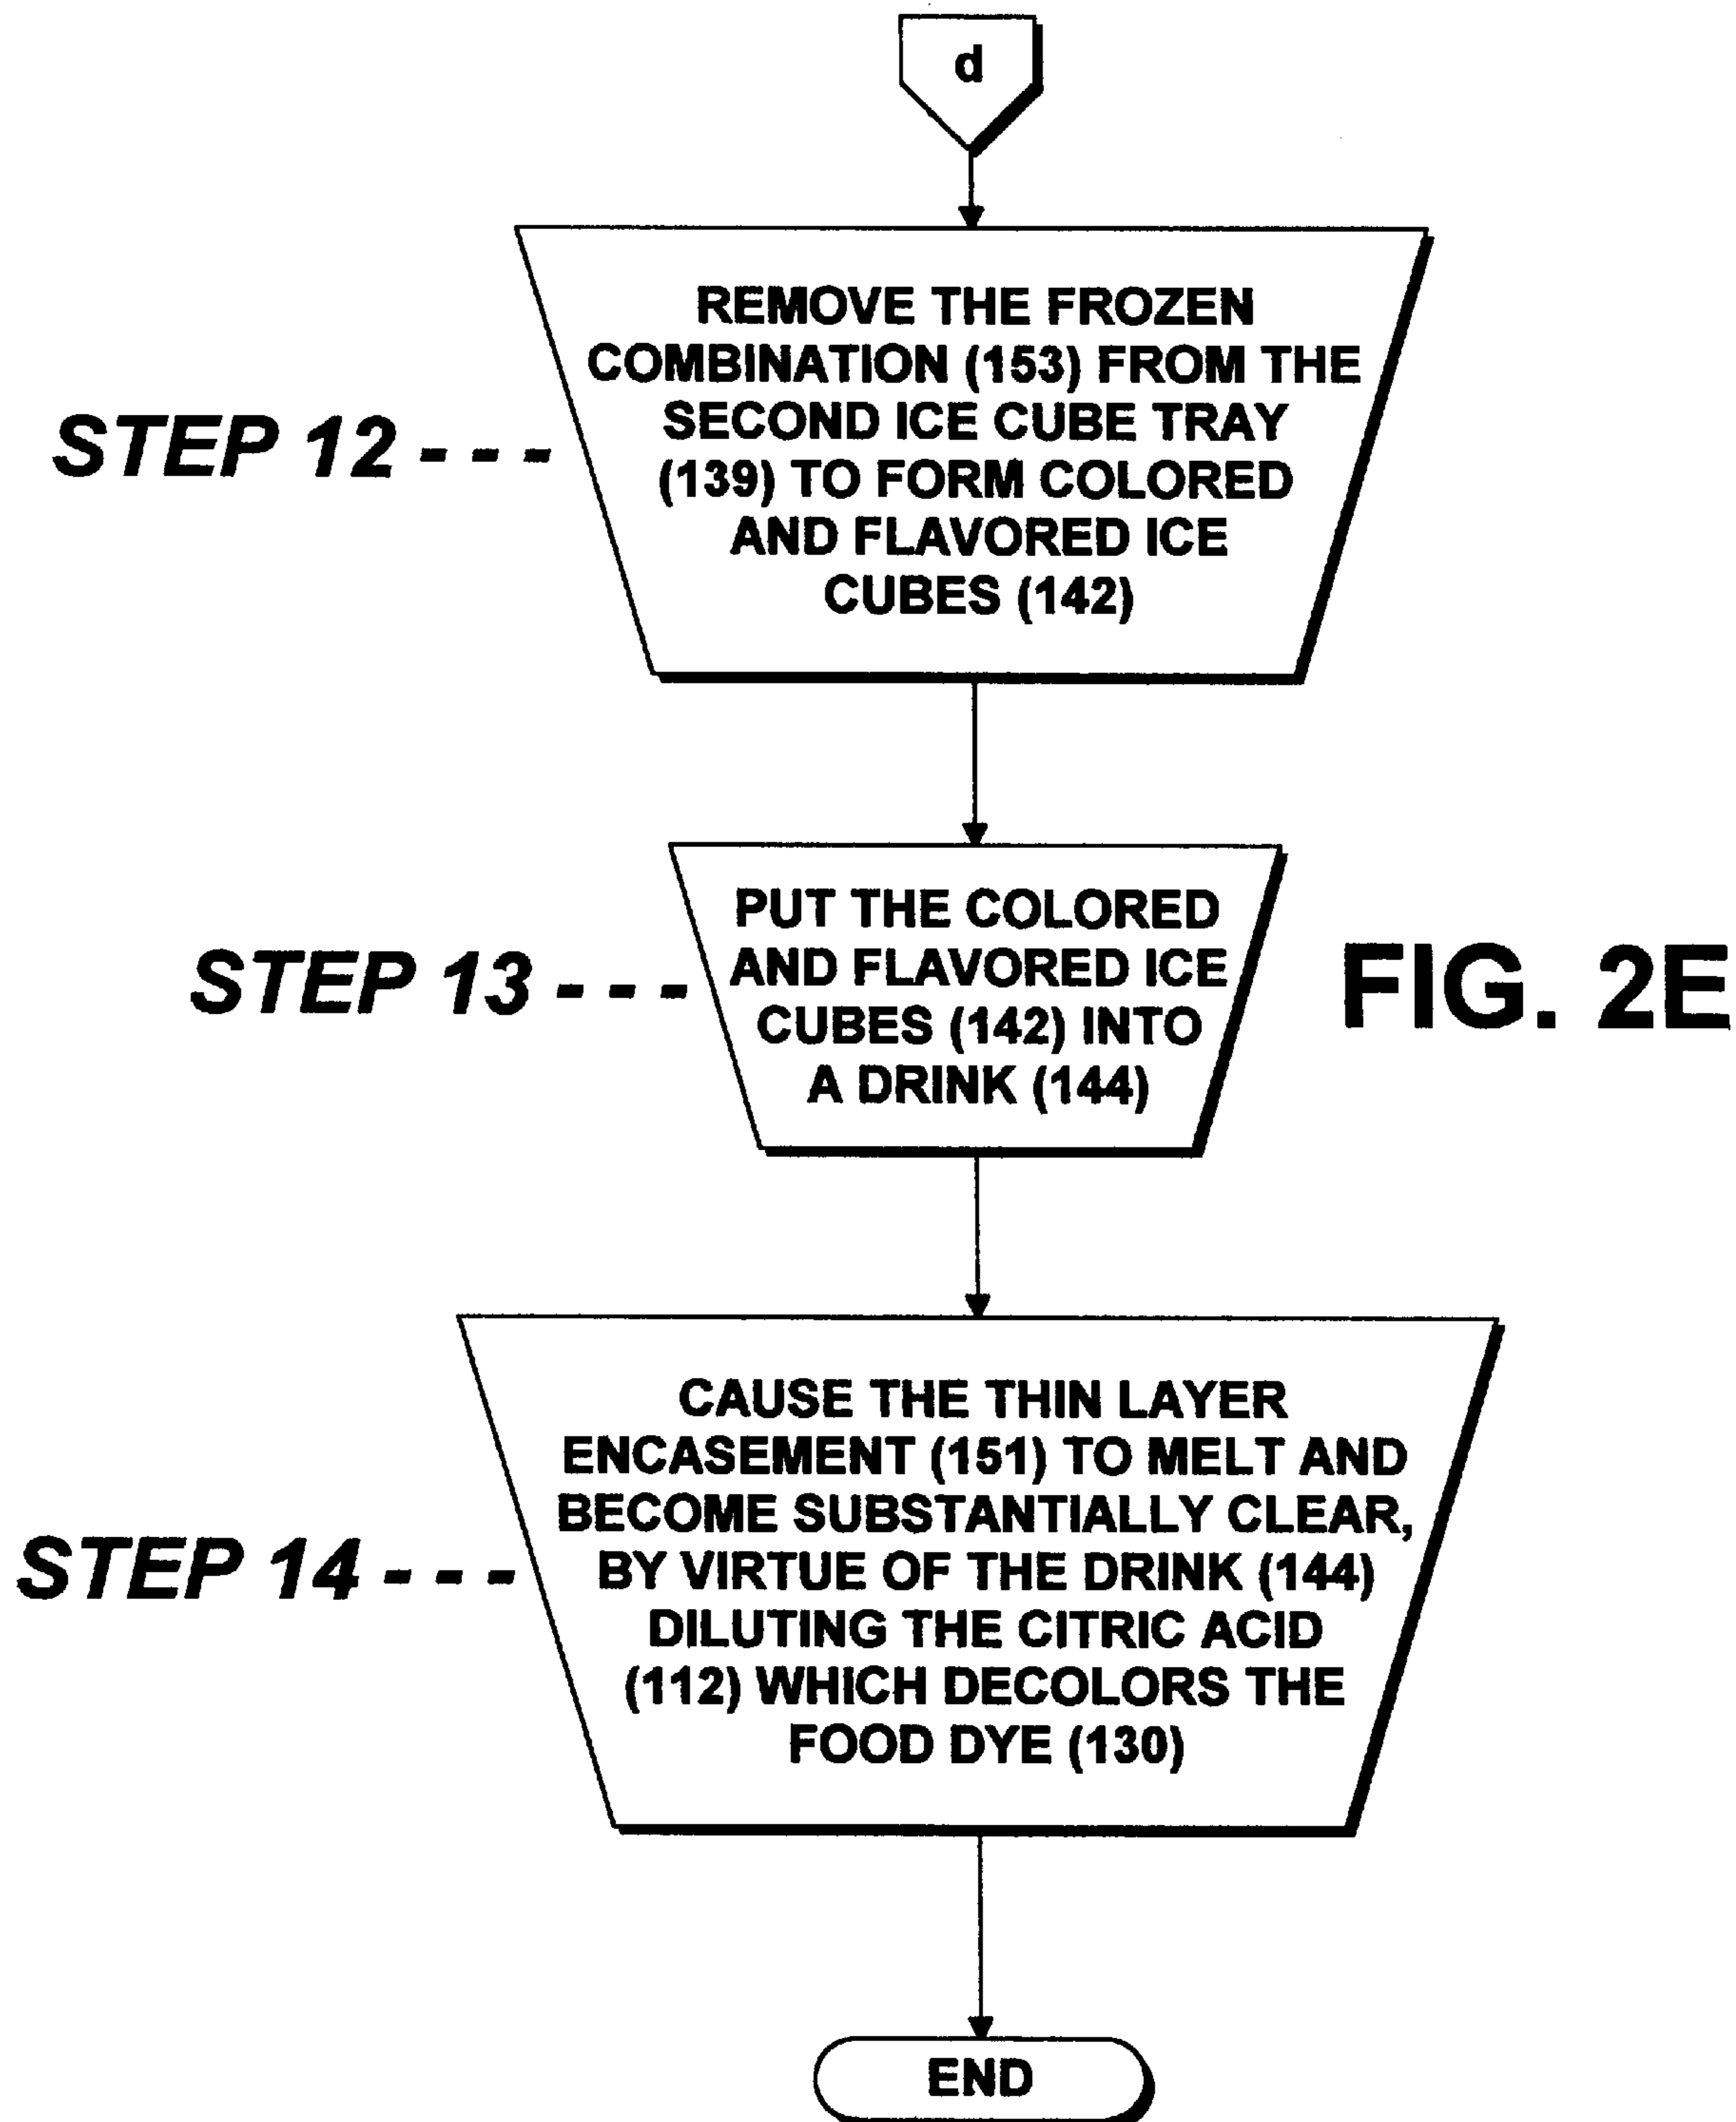 d
REMOVE THE FROZEN
COMBINATION (153) FROM THE
SECOND ICE CUBE TRAY
(139) TO FORM COLORED
AND FLAVORED ICE
CUBES (142)
STEP 12 - - -
PUT THE COLORED
AND FLAVORED ICE
CUBES (142) INTO
A DRINK (144)
STEP 13 - - -
FIG. 2E
CAUSE THE THIN LAYER
ENCASEMENT (151) TO MELT AND
BECOME SUBSTANTIALLY CLEAR,
BY VIRTUE OF THE DRINK (144)
DILUTING THE CITRIC ACID
(112) WHICH DECOLORS THE
FOOD DYE (130)
STEP 14 - - -
END